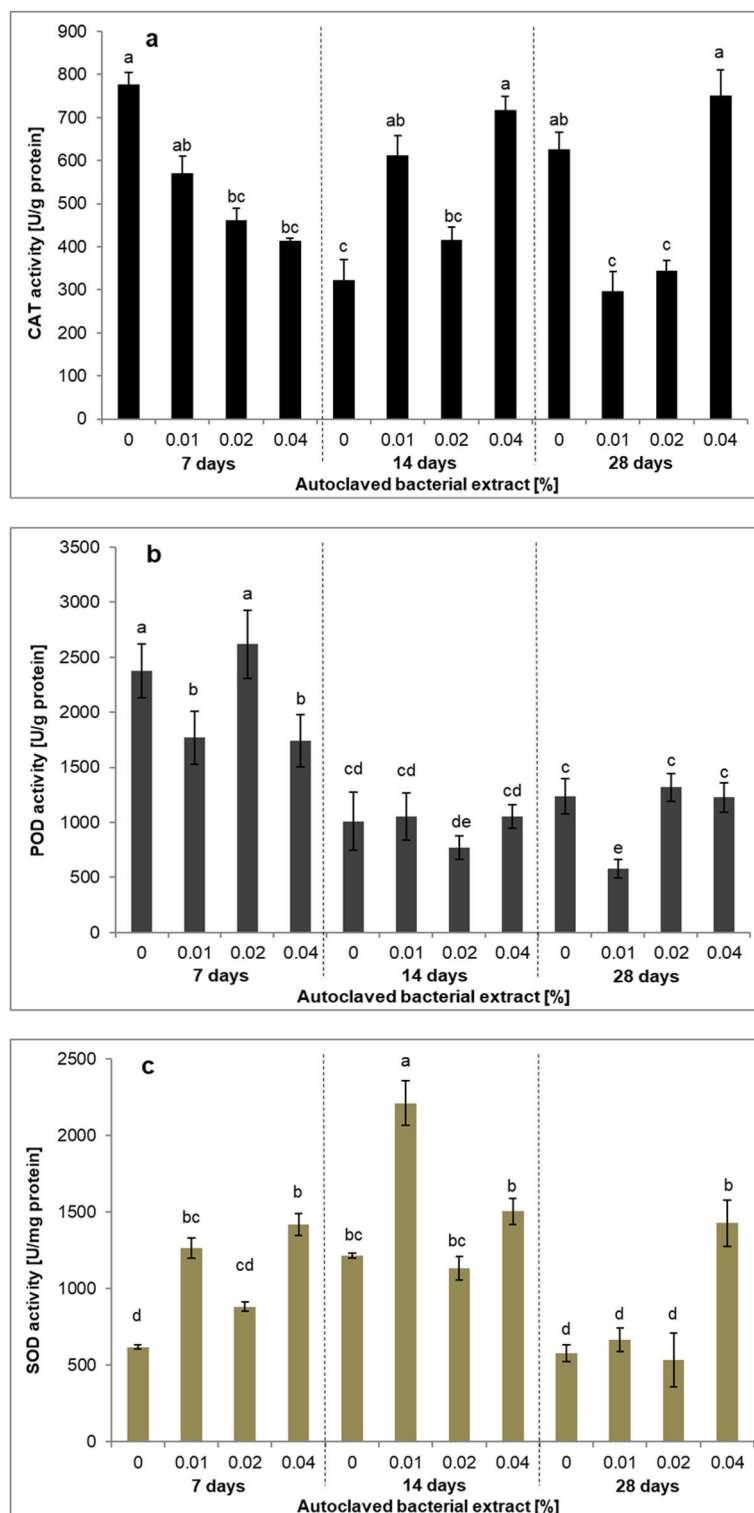 a
900
800
700
600
500
400
300
200
100
0
CAT activity [U/g protein]
a ab bc bc c ab bc a ab c c a
0 0.01 0.02 0.04 0 0.01 0.02 0.04 0 0.01 0.02 0.04
7 days 14 days 28 days
Autoclaved bacterial extract [%]
b
3500
3000
2500
2000
1500
1000
500
0
POD activity [U/g protein]
a b a b cd cd de cd c e c c
0 0.01 0.02 0.04 0 0.01 0.02 0.04 0 0.01 0.02 0.04
7 days 14 days 28 days
Autoclaved bacterial extract [%]
c
2500
2000
1500
1000
500
0
SOD activity [U/mg protein]
d bc cd b bc a bc b d d d b
0 0.01 0.02 0.04 0 0.01 0.02 0.04 0 0.01 0.02 0.04
7 days 14 days 28 days
Autoclaved bacterial extract [%]